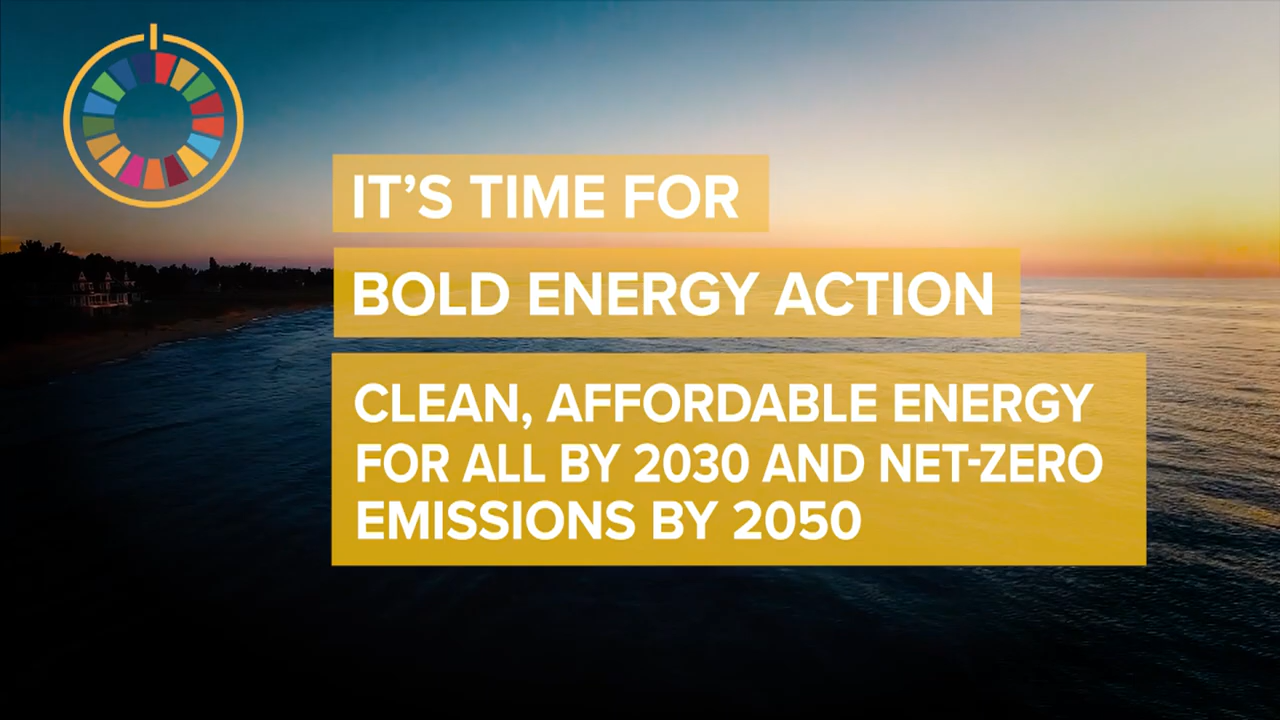 IT’S TIME FOR
BOLD ENERGY ACTION
CLEAN, AFFORDABLE ENERGY
FOR ALL BY 2030 AND NET-ZERO
EMISSIONS BY 2050